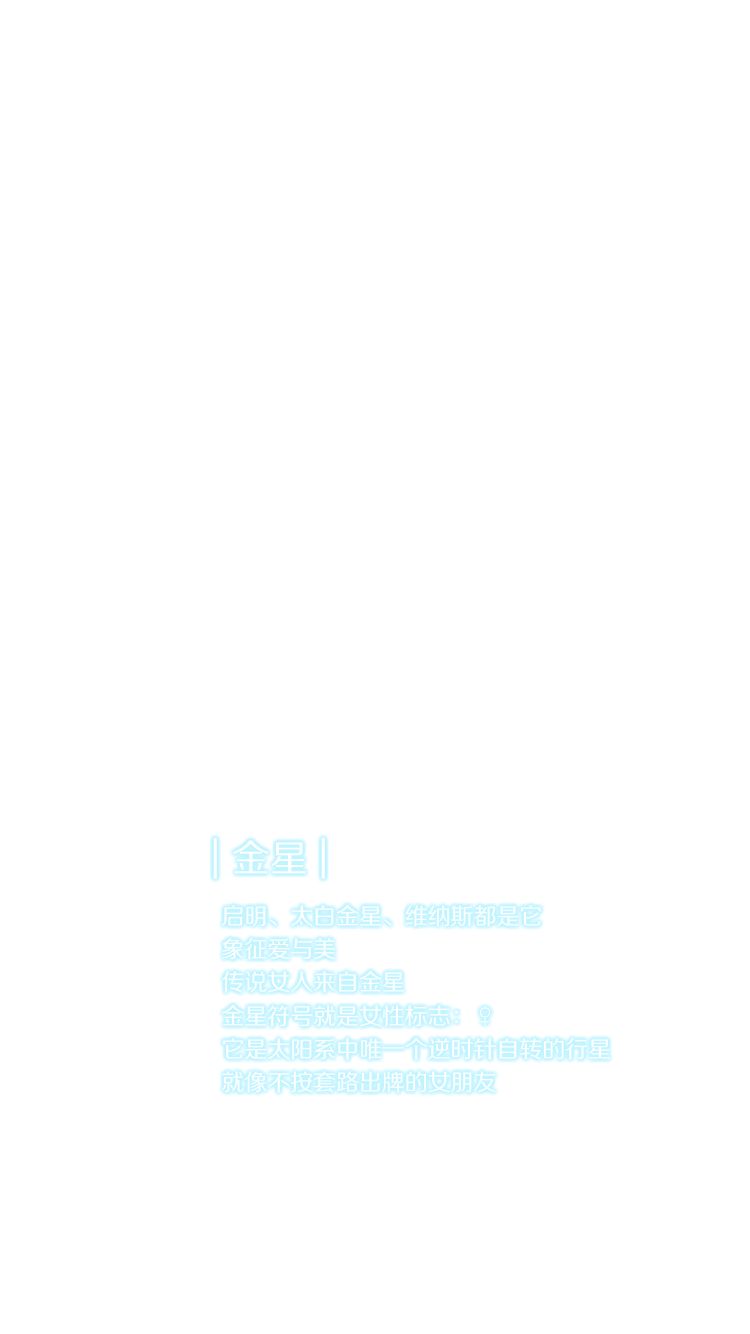 | 金星 |
启明、太白金星、维纳斯都是它
象征爱与美
传说女人来自金星
金星符号就是女性标志：♀
它是太阳系中唯一个逆时针自转的行星
就像不按套路出牌的女朋友